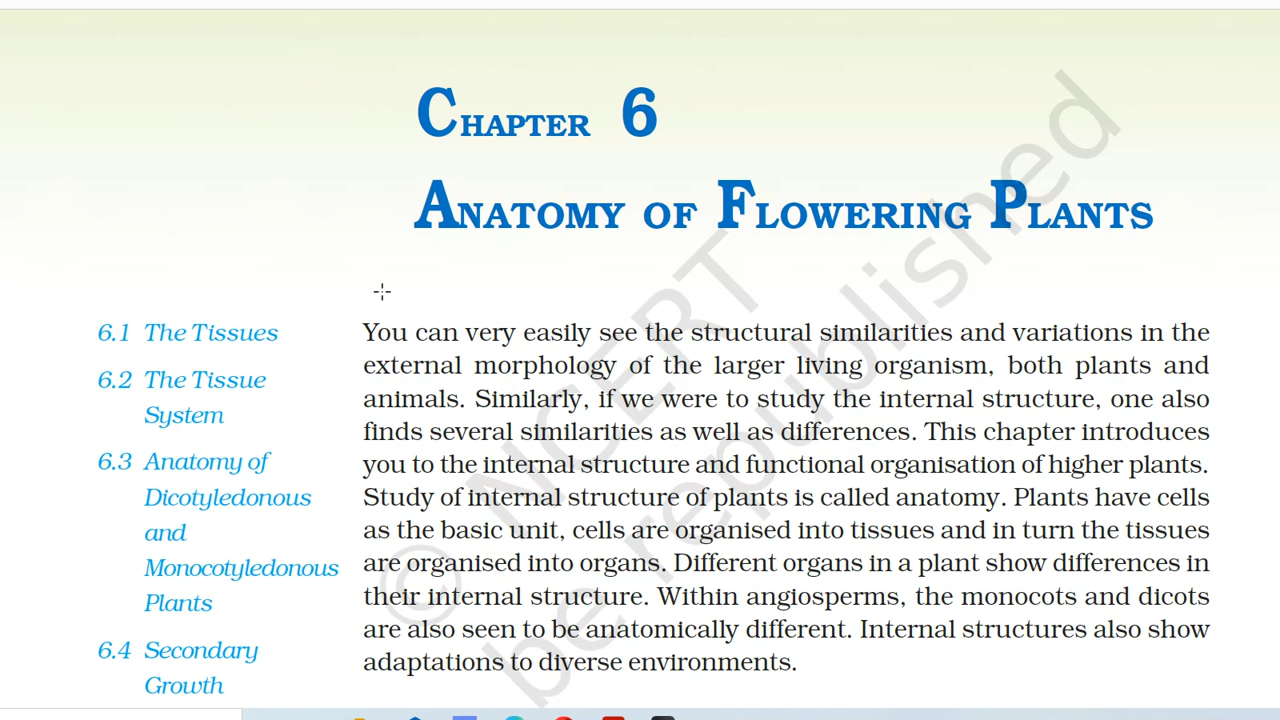 CHAPTER 6
ANATOMY OF FLOWERING PLANTS
6.1 The Tissues
6.2 The Tissue
System
6.3 Anatomy of
Dicotyledonous
and
Monocotyledonous
Plants
6.4 Secondary
Growth
You can very easily see the structural similarities and variations in the
external morphology of the larger living organism, both plants and
animals. Similarly, if we were to study the internal structure, one also
finds several similarities as well as differences. This chapter introduces
you to the internal structure and functional organisation of higher plants.
Study of internal structure of plants is called anatomy. Plants have cells
as the basic unit, cells are organised into tissues and in turn the tissues
are organised into organs. Different organs in a plant show differences in
their internal structure. Within angiosperms, the monocots and dicots
are also seen to be anatomically different. Internal structures also show
adaptations to diverse environments.
© NCERT
be republished